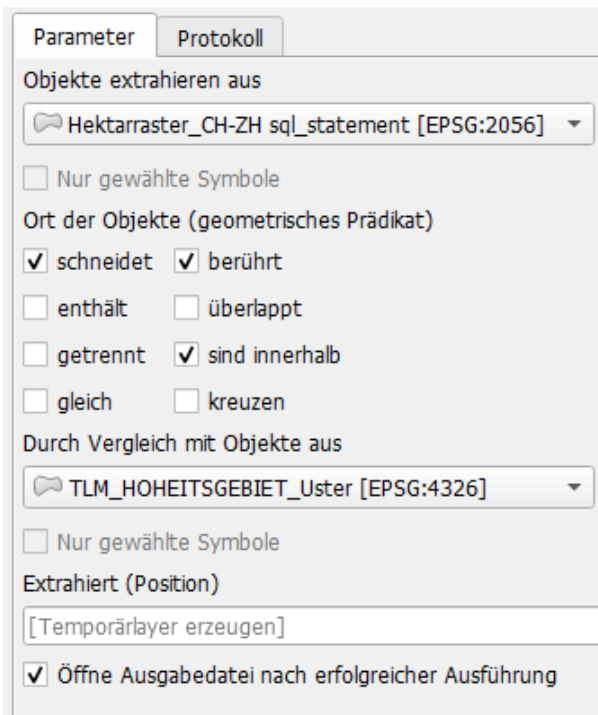 Parameter Protokoll
Objekte extrahieren aus
Hektarraster_CH-ZH sql_statement [EPSG:2056]
Nur gewählte Symbole
Ort der Objekte (geometrisches Prädikat)
schneidet berührt
enthält überlappt
getrennt sind innerhalb
gleich kreuzen
Durch Vergleich mit Objekte aus
TLM_HOHEITSGEBIET_Uster [EPSG:4326]
Nur gewählte Symbole
Extrahiert (Position)
[Temporärlayer erzeugen]
Öffne Ausgabedatei nach erfolgreicher Ausführung